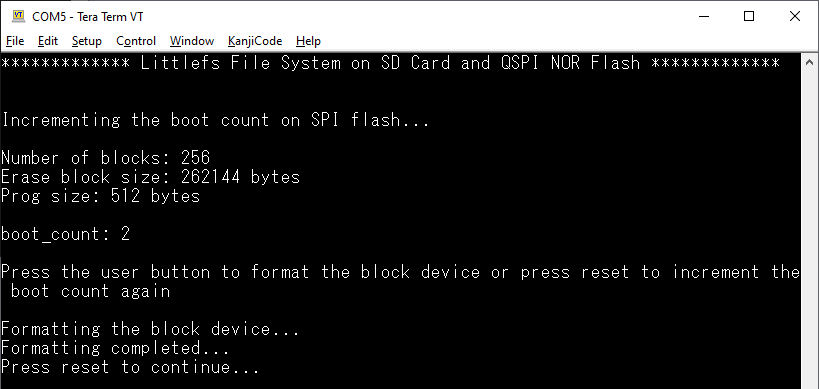 COM5 - Tera Term VT
File Edit Setup Control Window KanjiCode Help
************* Littlefs File System on SD Card and QSPI NOR Flash *************
Incrementing the boot count on SPI flash...
Number of blocks: 256
Erase block size: 262144 bytes
Prog size: 512 bytes
boot_count: 2
Press the user button to format the block device or press reset to increment the
 boot count again
Formatting the block device...
Formatting completed...
Press reset to continue...